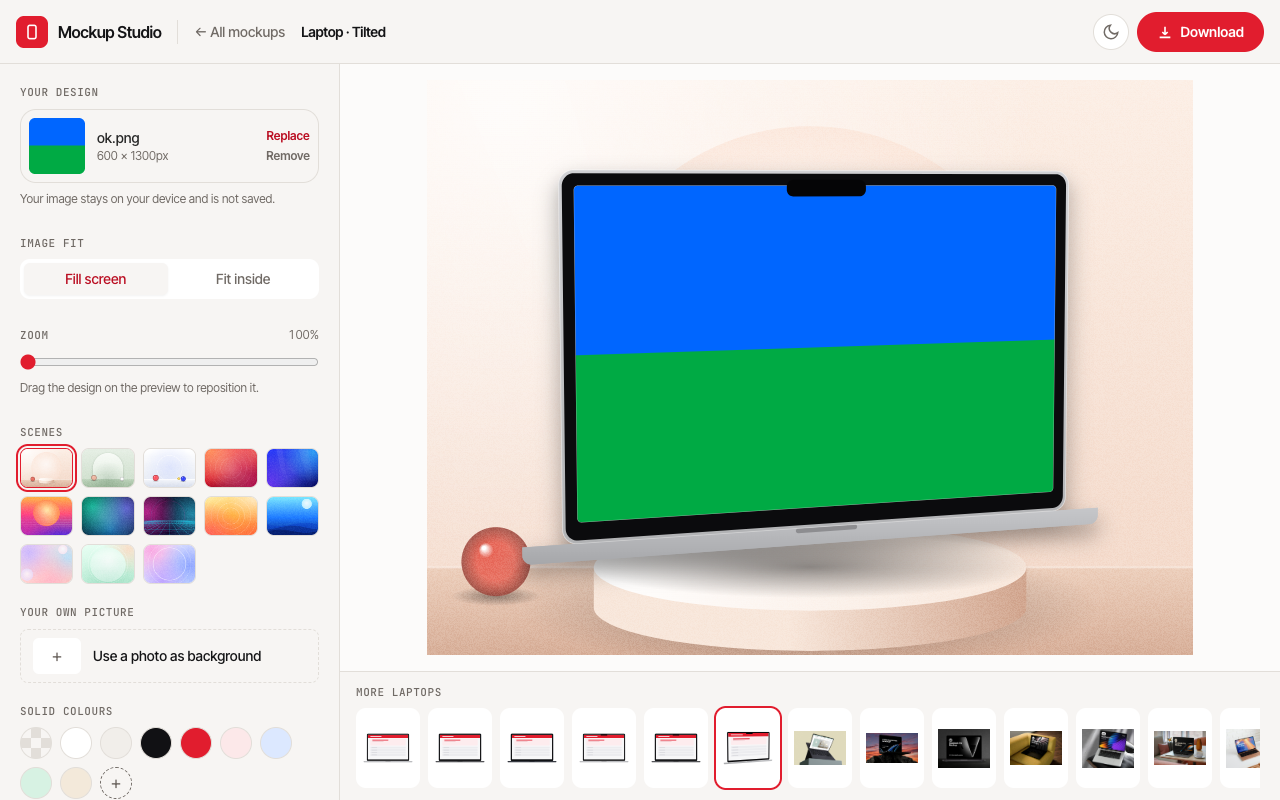 Mockup Studio
← All mockups
Laptop · Tilted
Download
YOUR DESIGN
ok.png
600 × 1300px
Replace
Remove
Your image stays on your device and is not saved.
IMAGE FIT
Fill screen
Fit inside
ZOOM
100%
Drag the design on the preview to reposition it.
SCENES
YOUR OWN PICTURE
+
Use a photo as background
SOLID COLOURS
+
MORE LAPTOPS